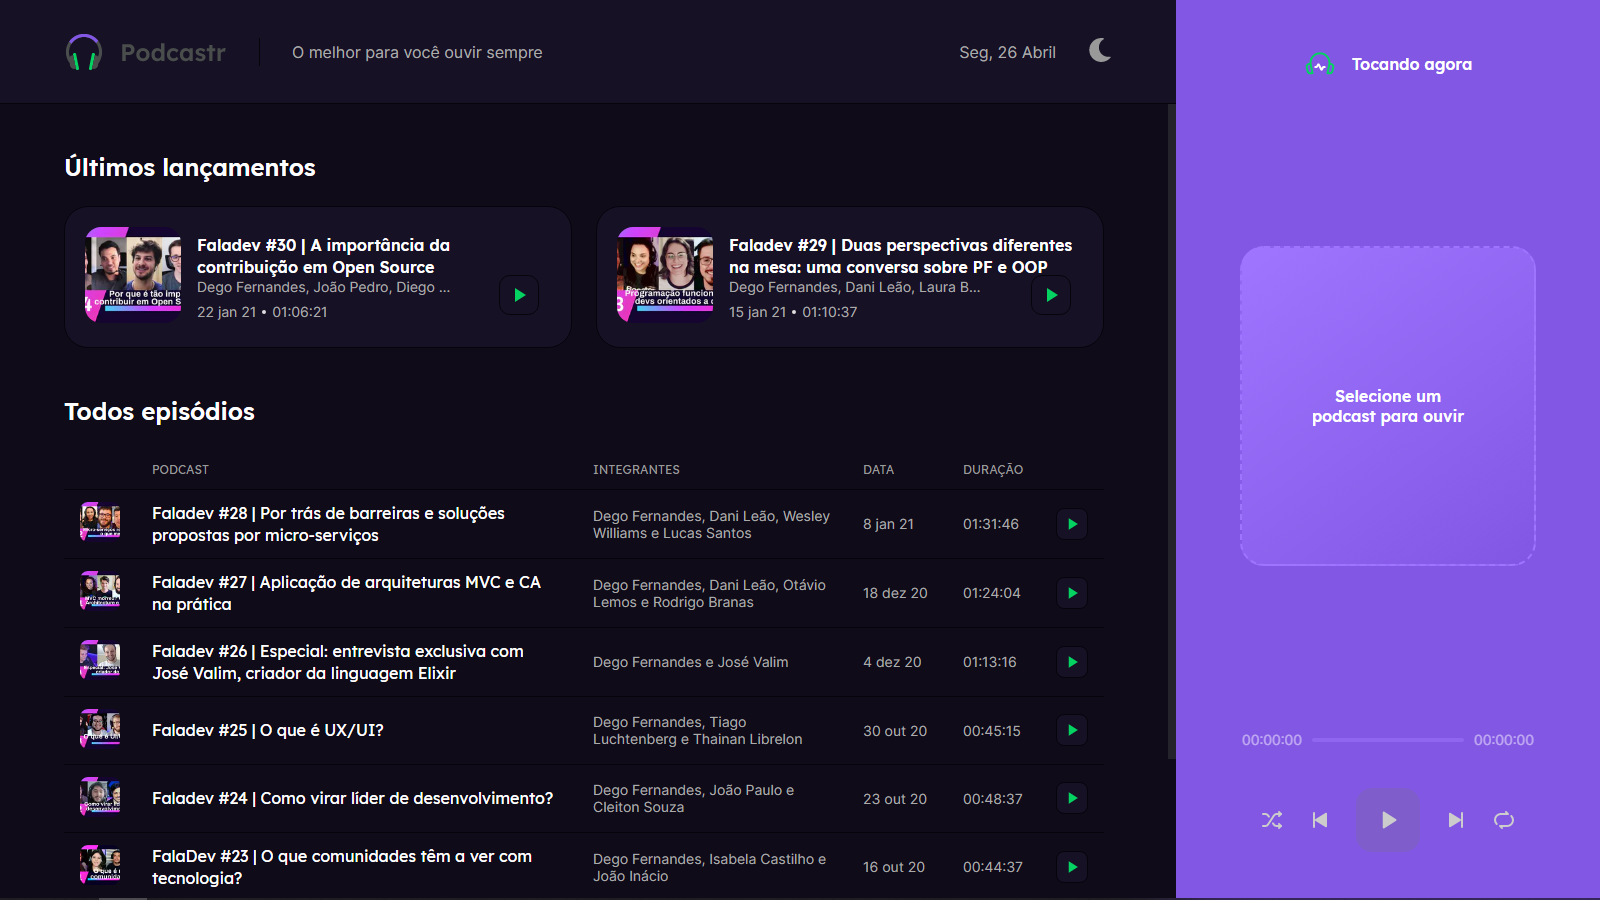 Podcastr
O melhor para você ouvir sempre
Seg, 26 Abril
Tocando agora
Últimos lançamentos
Faladev #30 | A importância da
contribuição em Open Source
Dego Fernandes, João Pedro, Diego ...
22 jan 21 • 01:06:21
Por que é tão imp
contribuir em Open S
Faladev #29 | Duas perspectivas diferentes
na mesa: uma conversa sobre PF e OOP
Dego Fernandes, Dani Leão, Laura B...
15 jan 21 • 01:10:37
Programação funcion
devs orientados a o
Selecione um
podcast para ouvir
Todos episódios
PODCAST INTEGRANTES DATA DURAÇÃO
Faladev #28 | Por trás de barreiras e soluções
propostas por micro-serviços
Dego Fernandes, Dani Leão, Wesley
Williams e Lucas Santos
8 jan 21
01:31:46
Faladev #27 | Aplicação de arquiteturas MVC e CA
na prática
Dego Fernandes, Dani Leão, Otávio
Lemos e Rodrigo Branas
18 dez 20
01:24:04
Faladev #26 | Especial: entrevista exclusiva com
José Valim, criador da linguagem Elixir
Dego Fernandes e José Valim
4 dez 20
01:13:16
Faladev #25 | O que é UX/UI?
Dego Fernandes, Tiago
Luchtenberg e Thainan Librelon
30 out 20
00:45:15
Faladev #24 | Como virar líder de desenvolvimento?
Dego Fernandes, João Paulo e
Cleiton Souza
23 out 20
00:48:37
FalaDev #23 | O que comunidades têm a ver com
tecnologia?
Dego Fernandes, Isabela Castilho e
João Inácio
16 out 20
00:44:37
00:00:00
00:00:00